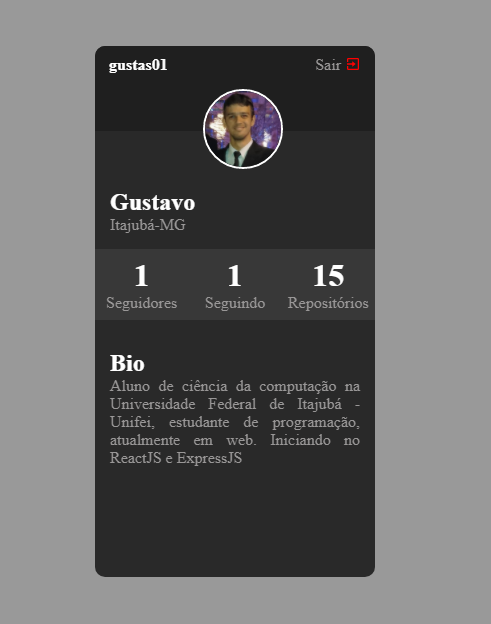 gustas01 Sair
Gustavo
Itajubá-MG
1 1 15
Seguidores Seguindo Repositórios
Bio
Aluno de ciência da computação na
Universidade Federal de Itajubá -
Unifei, estudante de programação,
atualmente em web. Iniciando no
ReactJS e ExpressJS